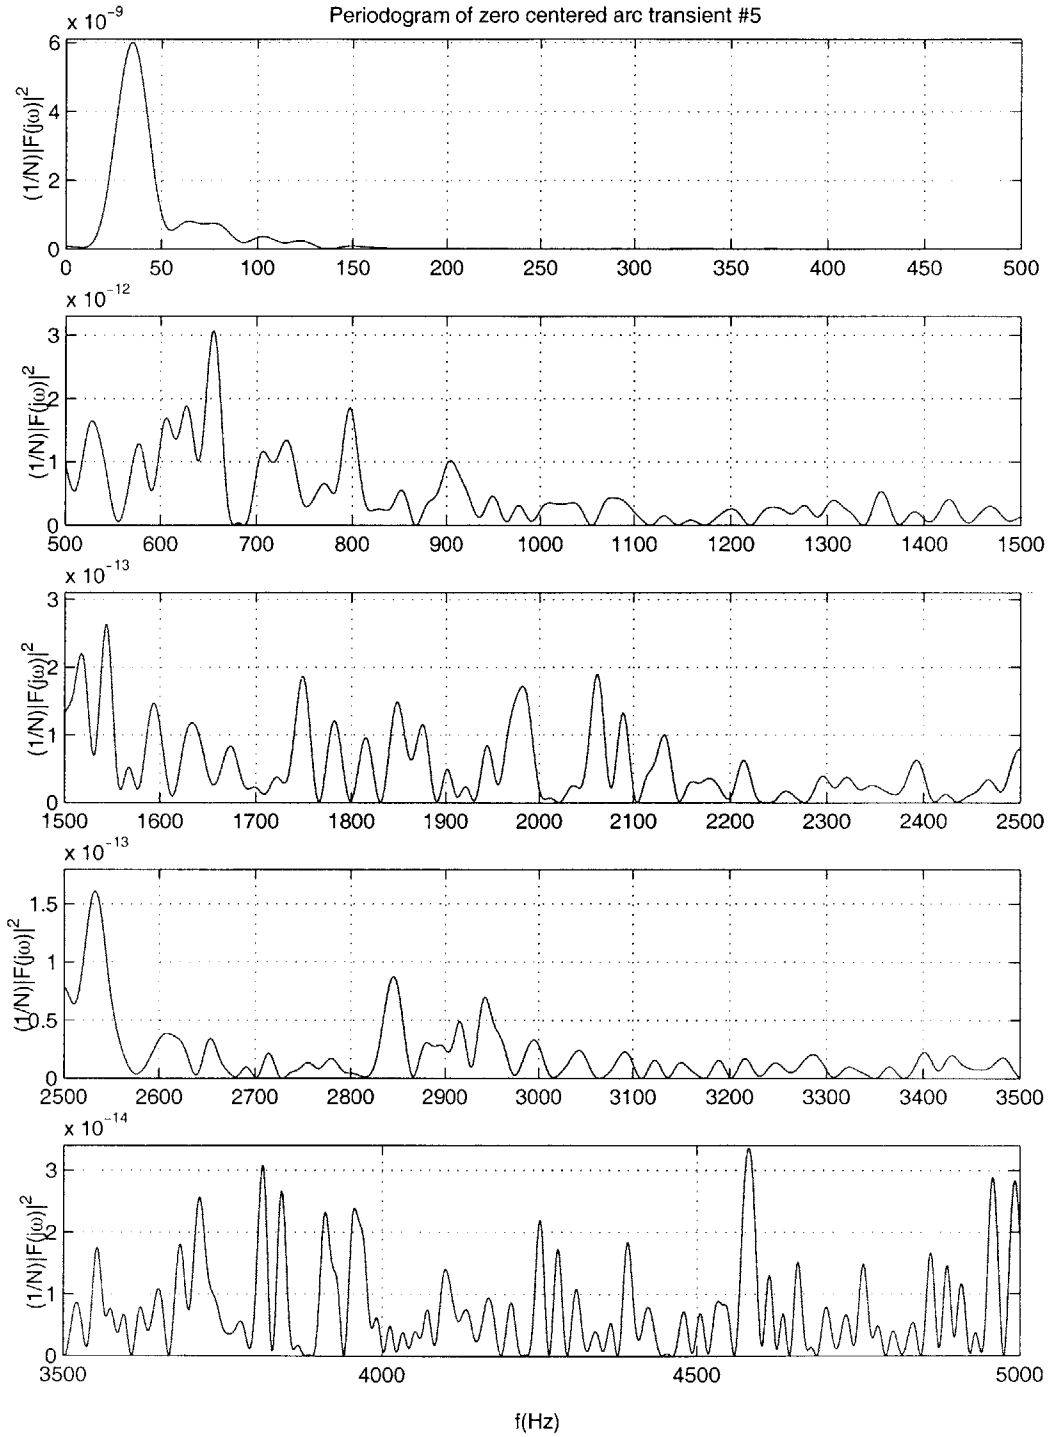 Periodogram of zero centered arc transient #5
x 10^-9
(1/N)|F(jω)|^2
6
4
2
0
0 50 100 150 200 250 300 350 400 450 500
x 10^-12
(1/N)|F(jω)|^2
3
2
1
0
500 600 700 800 900 1000 1100 1200 1300 1400 1500
x 10^-13
(1/N)|F(jω)|^2
3
2
1
0
1500 1600 1700 1800 1900 2000 2100 2200 2300 2400 2500
x 10^-13
(1/N)|F(jω)|^2
1.5
1
0.5
0
2500 2600 2700 2800 2900 3000 3100 3200 3300 3400 3500
x 10^-14
(1/N)|F(jω)|^2
3
2
1
0
3500 4000 4500 5000
f(Hz)